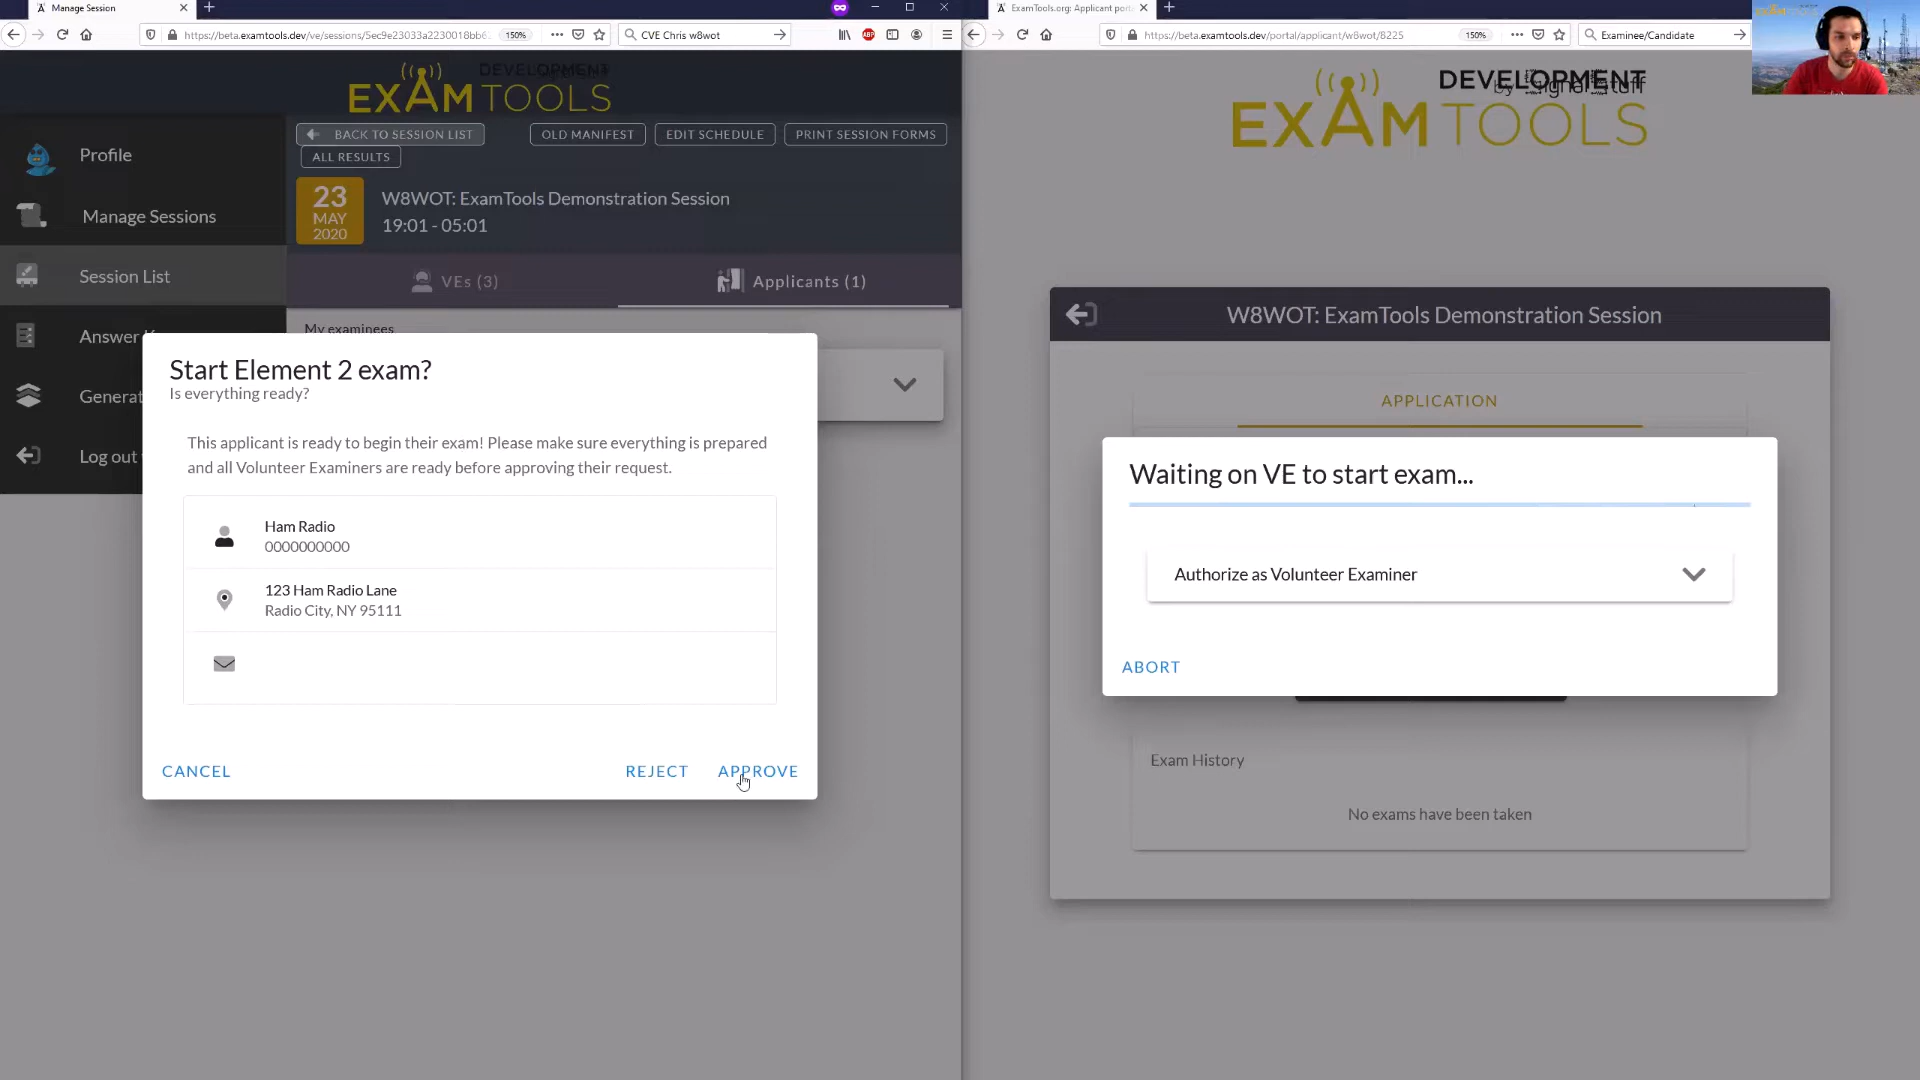 Manage Session
https://beta.examtools.dev/ve/sessions/5ec9e23033a2230018bb6
150%
CVE Chris w8wot
DEVELOPMENT
EXAMTOOLS
BACK TO SESSION LIST
OLD MANIFEST
EDIT SCHEDULE
PRINT SESSION FORMS
ALL RESULTS
Profile
Manage Sessions
Session List
Answer
Generat
Log out
23
MAY
2020
W8WOT: ExamTools Demonstration Session
19:01 - 05:01
VEs (3)
Applicants (1)
My examinees
Start Element 2 exam?
Is everything ready?
This applicant is ready to begin their exam! Please make sure everything is prepared
and all Volunteer Examiners are ready before approving their request.
Ham Radio
0000000000
123 Ham Radio Lane
Radio City, NY 95111
CANCEL
REJECT
APPROVE
ExamTools.org: Applicant port
https://beta.examtools.dev/portal/applicant/w8wot/8225
150%
Examinee/Candidate
DEVELOPMENT
by Signal Stuff
EXAMTOOLS
W8WOT: ExamTools Demonstration Session
APPLICATION
Waiting on VE to start exam...
Authorize as Volunteer Examiner
ABORT
Exam History
No exams have been taken